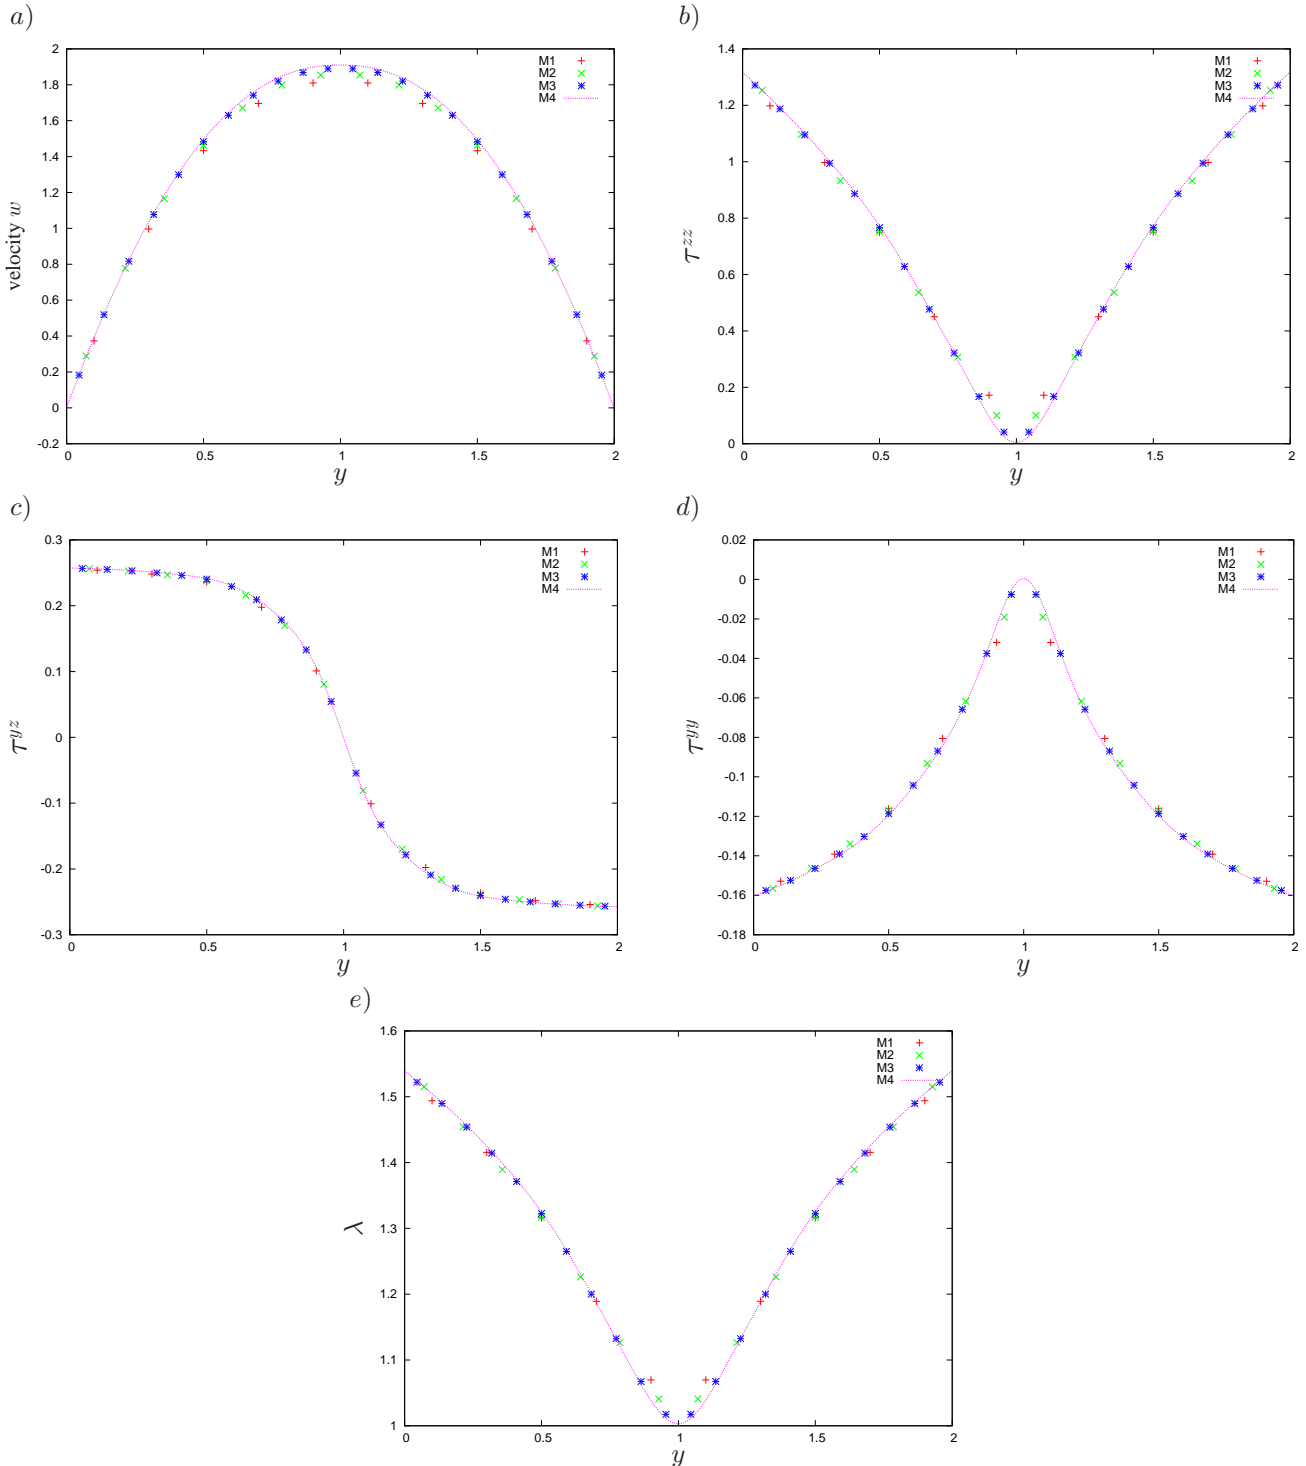 a)
2
1.8
1.6
1.4
1.2
1
0.8
0.6
0.4
0.2
0
-0.2
velocity w
M1
M2
M3
M4
0 0.5 1 1.5 2
y
b)
1.4
1.2
1
0.8
0.6
0.4
0.2
0
τ^{zz}
M1
M2
M3
M4
0 0.5 1 1.5 2
y
c)
0.3
0.2
0.1
0
-0.1
-0.2
-0.3
τ^{yz}
M1
M2
M3
M4
0 0.5 1 1.5 2
y
d)
0.02
0
-0.02
-0.04
-0.06
-0.08
-0.1
-0.12
-0.14
-0.16
-0.18
τ^{yy}
M1
M2
M3
M4
0 0.5 1 1.5 2
y
e)
1.6
1.5
1.4
1.3
1.2
1.1
1
λ
M1
M2
M3
M4
0 0.5 1 1.5 2
y